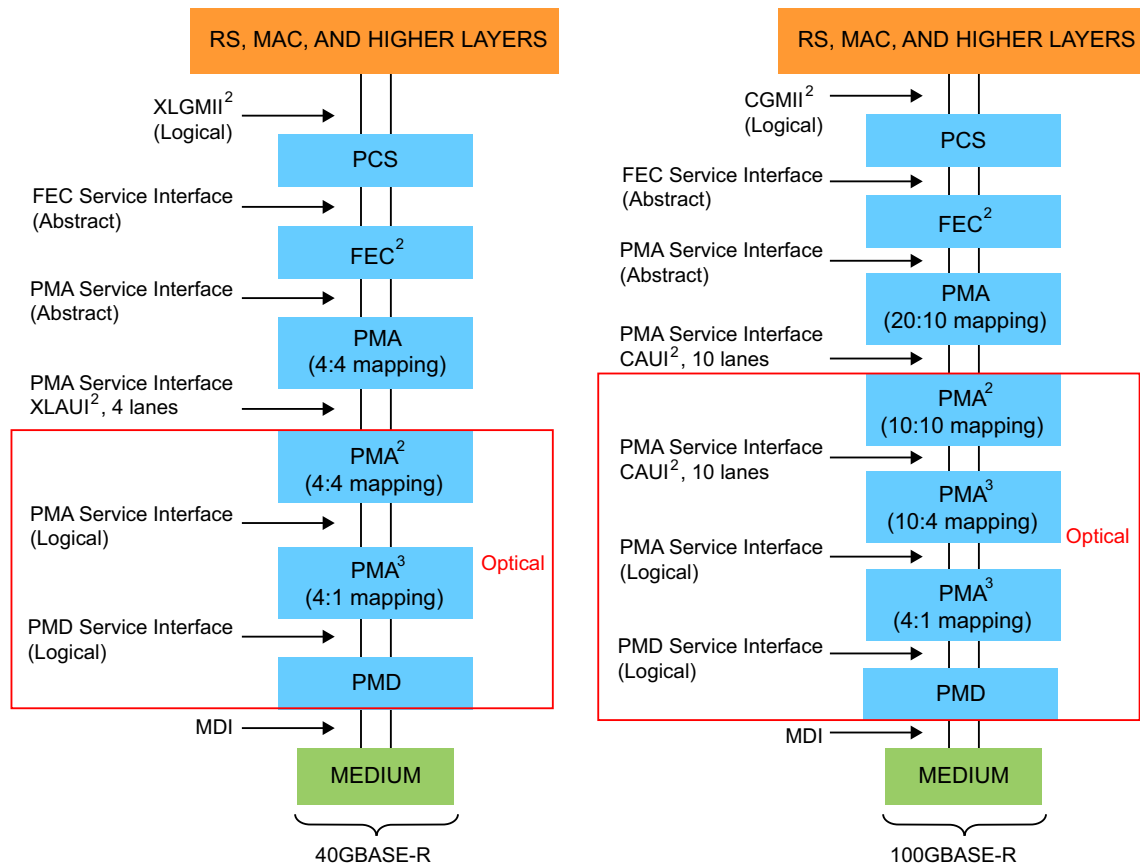 RS, MAC, AND HIGHER LAYERS
XLGMII²
(Logical)
PCS
FEC Service Interface
(Abstract)
FEC²
PMA Service Interface
(Abstract)
PMA
(4:4 mapping)
PMA Service Interface
XLAUI², 4 lanes
PMA²
(4:4 mapping)
PMA Service Interface
(Logical)
Optical
PMA³
(4:1 mapping)
PMD Service Interface
(Logical)
PMD
MDI
MEDIUM
40GBASE-R
RS, MAC, AND HIGHER LAYERS
CGMII²
(Logical)
PCS
FEC Service Interface
(Abstract)
FEC²
PMA Service Interface
(Abstract)
PMA
(20:10 mapping)
PMA Service Interface
CAUI², 10 lanes
PMA²
(10:10 mapping)
PMA Service Interface
CAUI², 10 lanes
PMA³
(10:4 mapping)
Optical
PMA Service Interface
(Logical)
PMA³
(4:1 mapping)
PMD Service Interface
(Logical)
PMD
MDI
MEDIUM
100GBASE-R